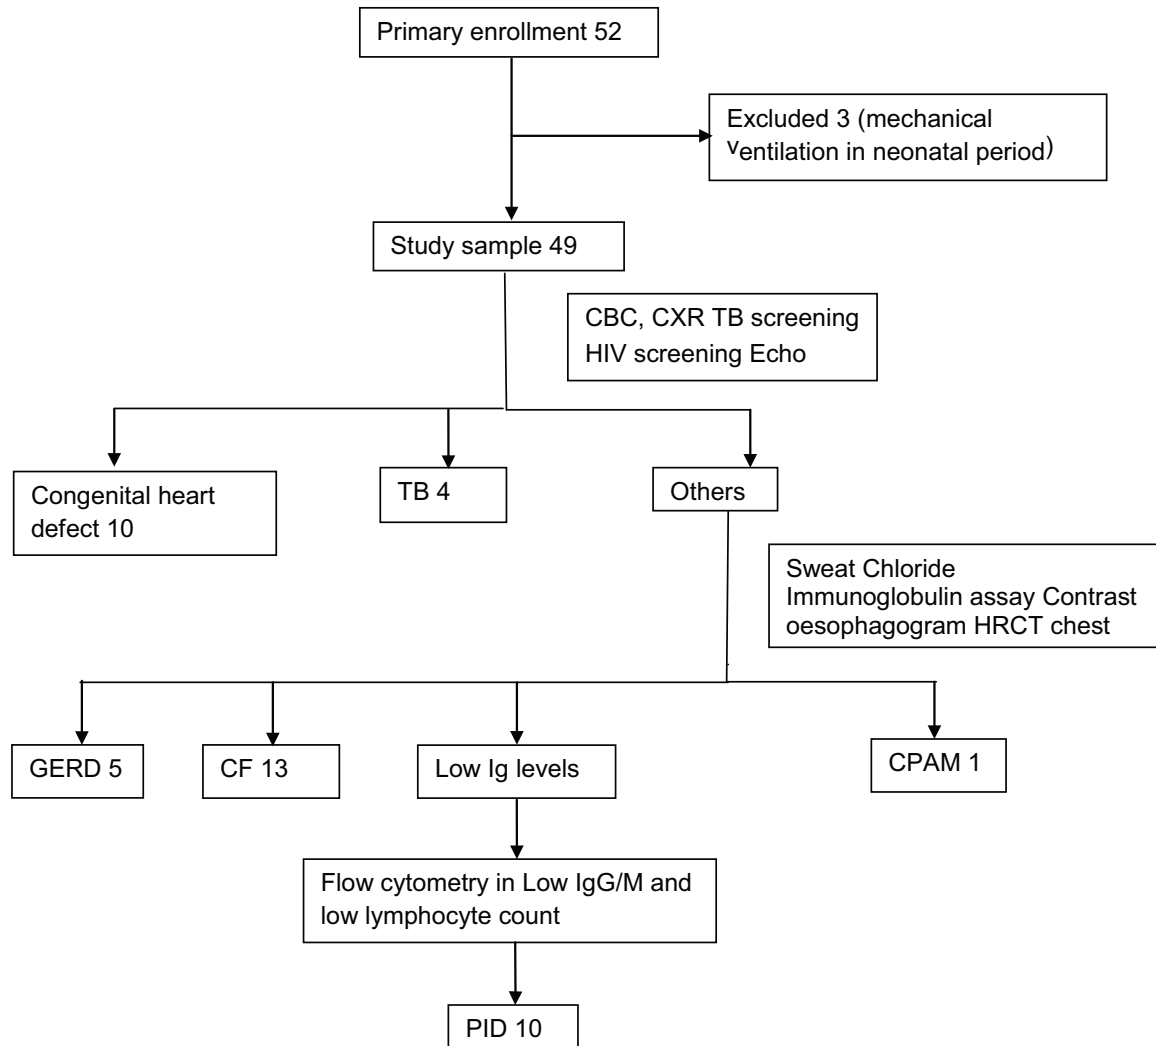 Primary enrollment 52
Excluded 3 (mechanical
ventilation in neonatal period)
Study sample 49
CBC, CXR TB screening
HIV screening Echo
Congenital heart
defect 10
TB 4
Others
Sweat Chloride
Immunoglobulin assay Contrast
oesophagogram HRCT chest
GERD 5
CF 13
Low Ig levels
CPAM 1
Flow cytometry in Low IgG/M and
low lymphocyte count
PID 10